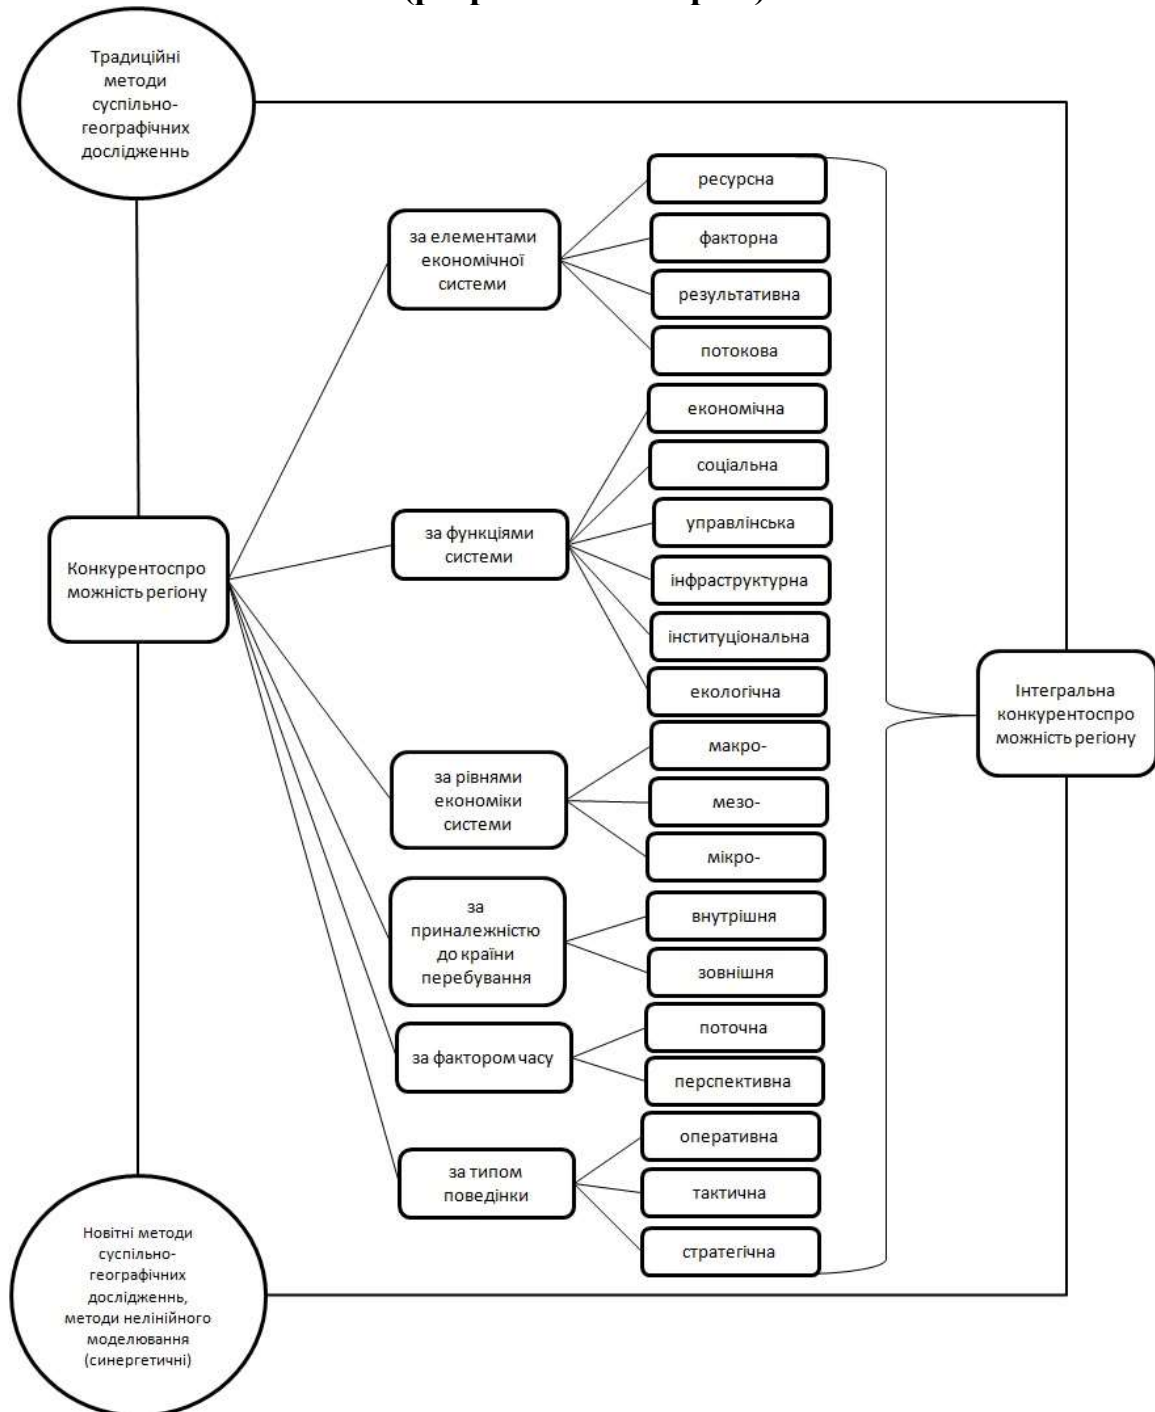 Традиційні
методи
суспільно-
географічних
дослідженнь
ресурсна
за елементами
економічної
системи
факторна
результативна
потокова
економічна
соціальна
за функціями
системи
управлінська
інфраструктурна
інституціональна
екологічна
Конкурентоспро
можність регіону
Інтегральна
конкурентоспро
можність регіону
за рівнями
економіки
системи
макро-
мезо-
мікро-
за
приналежністю
до країни
перебування
внутрішня
зовнішня
за фактором часу
поточна
перспективна
за типом
поведінки
оперативна
тактична
стратегічна
Новітні методи
суспільно-
географічних
дослідженнь,
методи нелінійного
моделювання
(синергетичні)